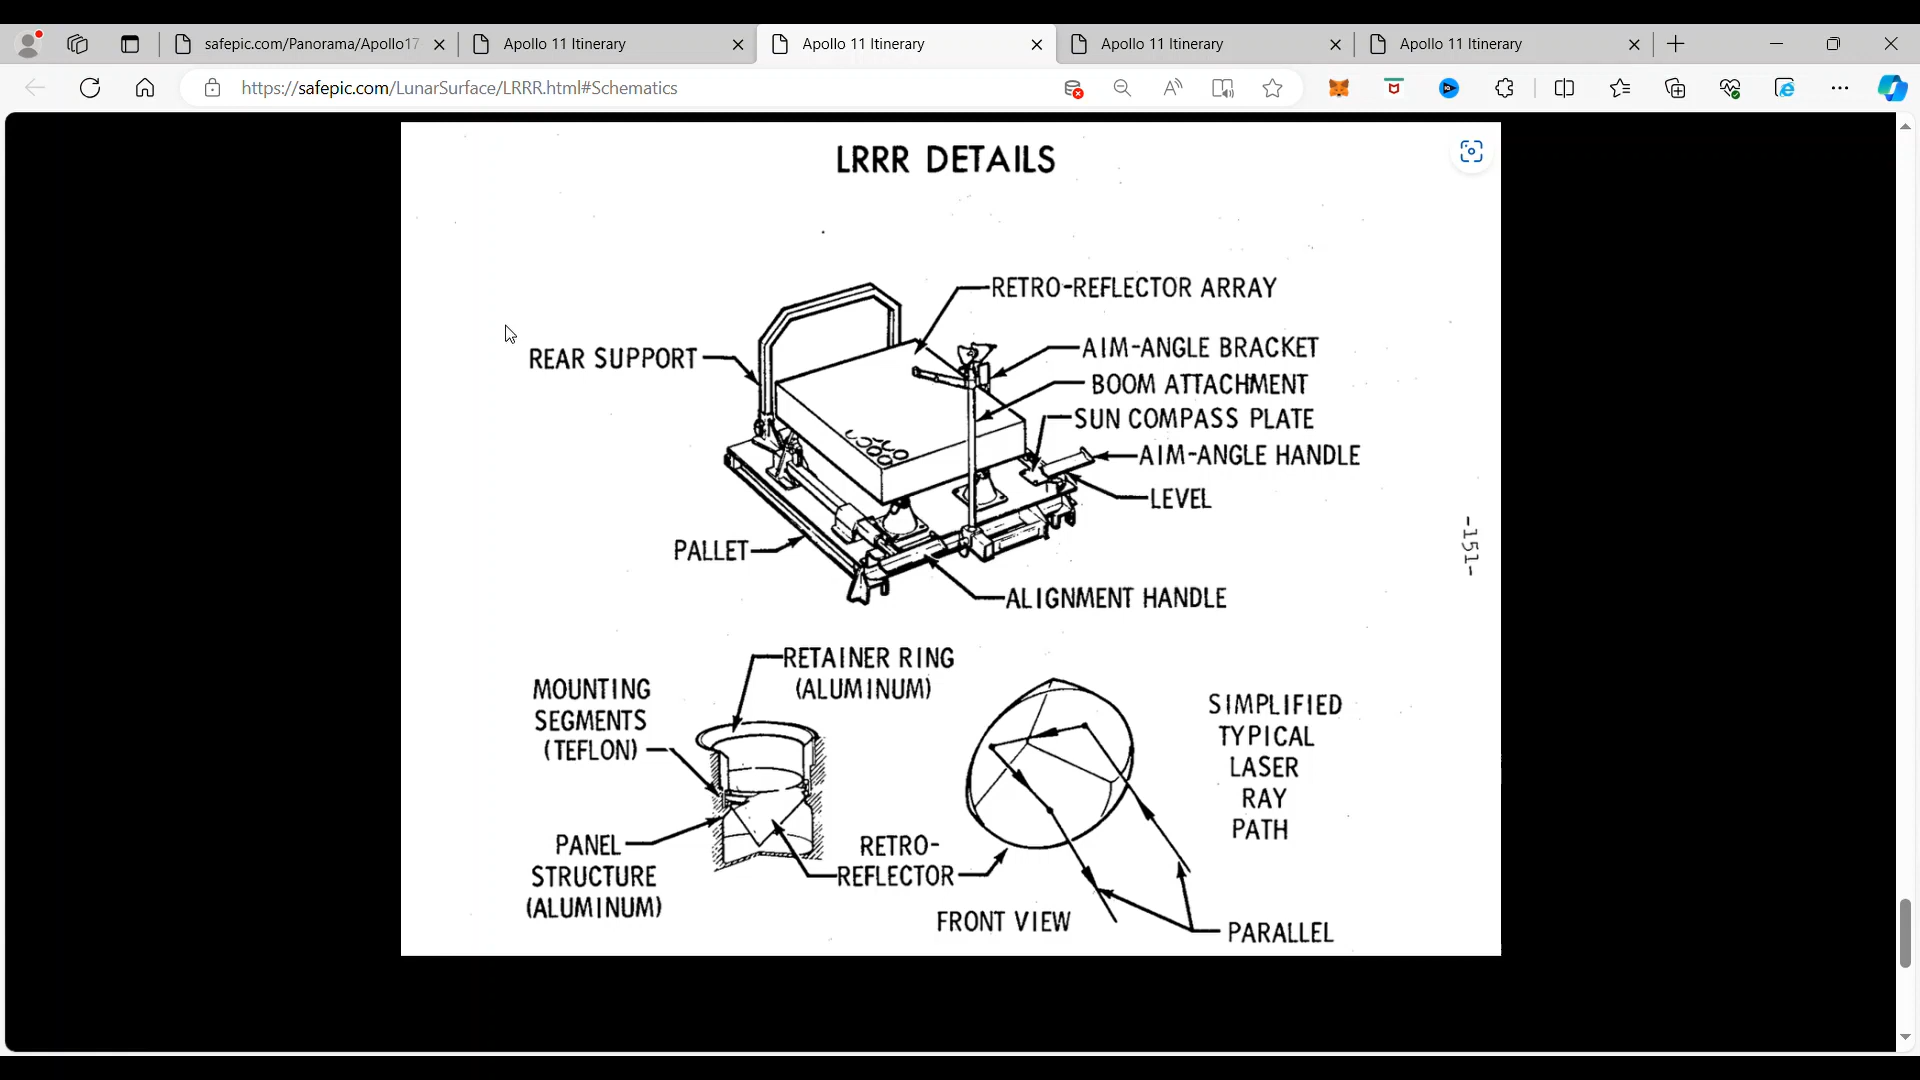 safepic.com/Panorama/Apollo17
Apollo 11 Itinerary
Apollo 11 Itinerary
Apollo 11 Itinerary
Apollo 11 Itinerary
https://safepic.com/LunarSurface/LRRR.html#Schematics
LRRR DETAILS
RETRO-REFLECTOR ARRAY
REAR SUPPORT
AIM-ANGLE BRACKET
BOOM ATTACHMENT
SUN COMPASS PLATE
AIM-ANGLE HANDLE
LEVEL
PALLET
ALIGNMENT HANDLE
-151-
RETAINER RING
(ALUMINUM)
MOUNTING
SEGMENTS
(TEFLON)
PANEL
STRUCTURE
(ALUMINUM)
RETRO-
REFLECTOR
FRONT VIEW
SIMPLIFIED
TYPICAL
LASER
RAY
PATH
PARALLEL